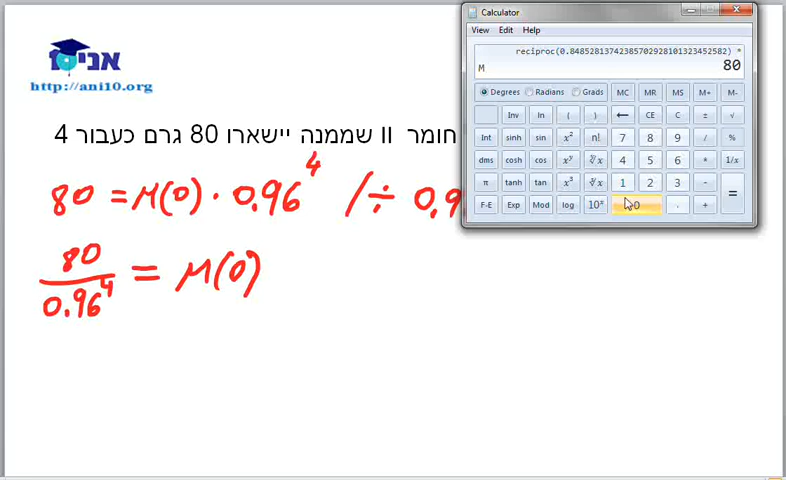 אני10
http://ani10.org
חומר II שממנה יישארו 80 גרם כעבור 4
80 = M(0) · 0.96^4 / ÷ 0.9
80 / 0.96^4 = M(0)
Calculator
View Edit Help
reciproc(0.84852813742385702928101323452582) *
M 80
Degrees Radians Grads MC MR MS M+ M-
Inv ln ( ) ← CE C ± √
Int sinh sin x² n! 7 8 9 / %
dms cosh cos xʸ ʸ√x 4 5 6 * 1/x
π tanh tan x³ ³√x 1 2 3 - =
F-E Exp Mod log 10ˣ 0 . +